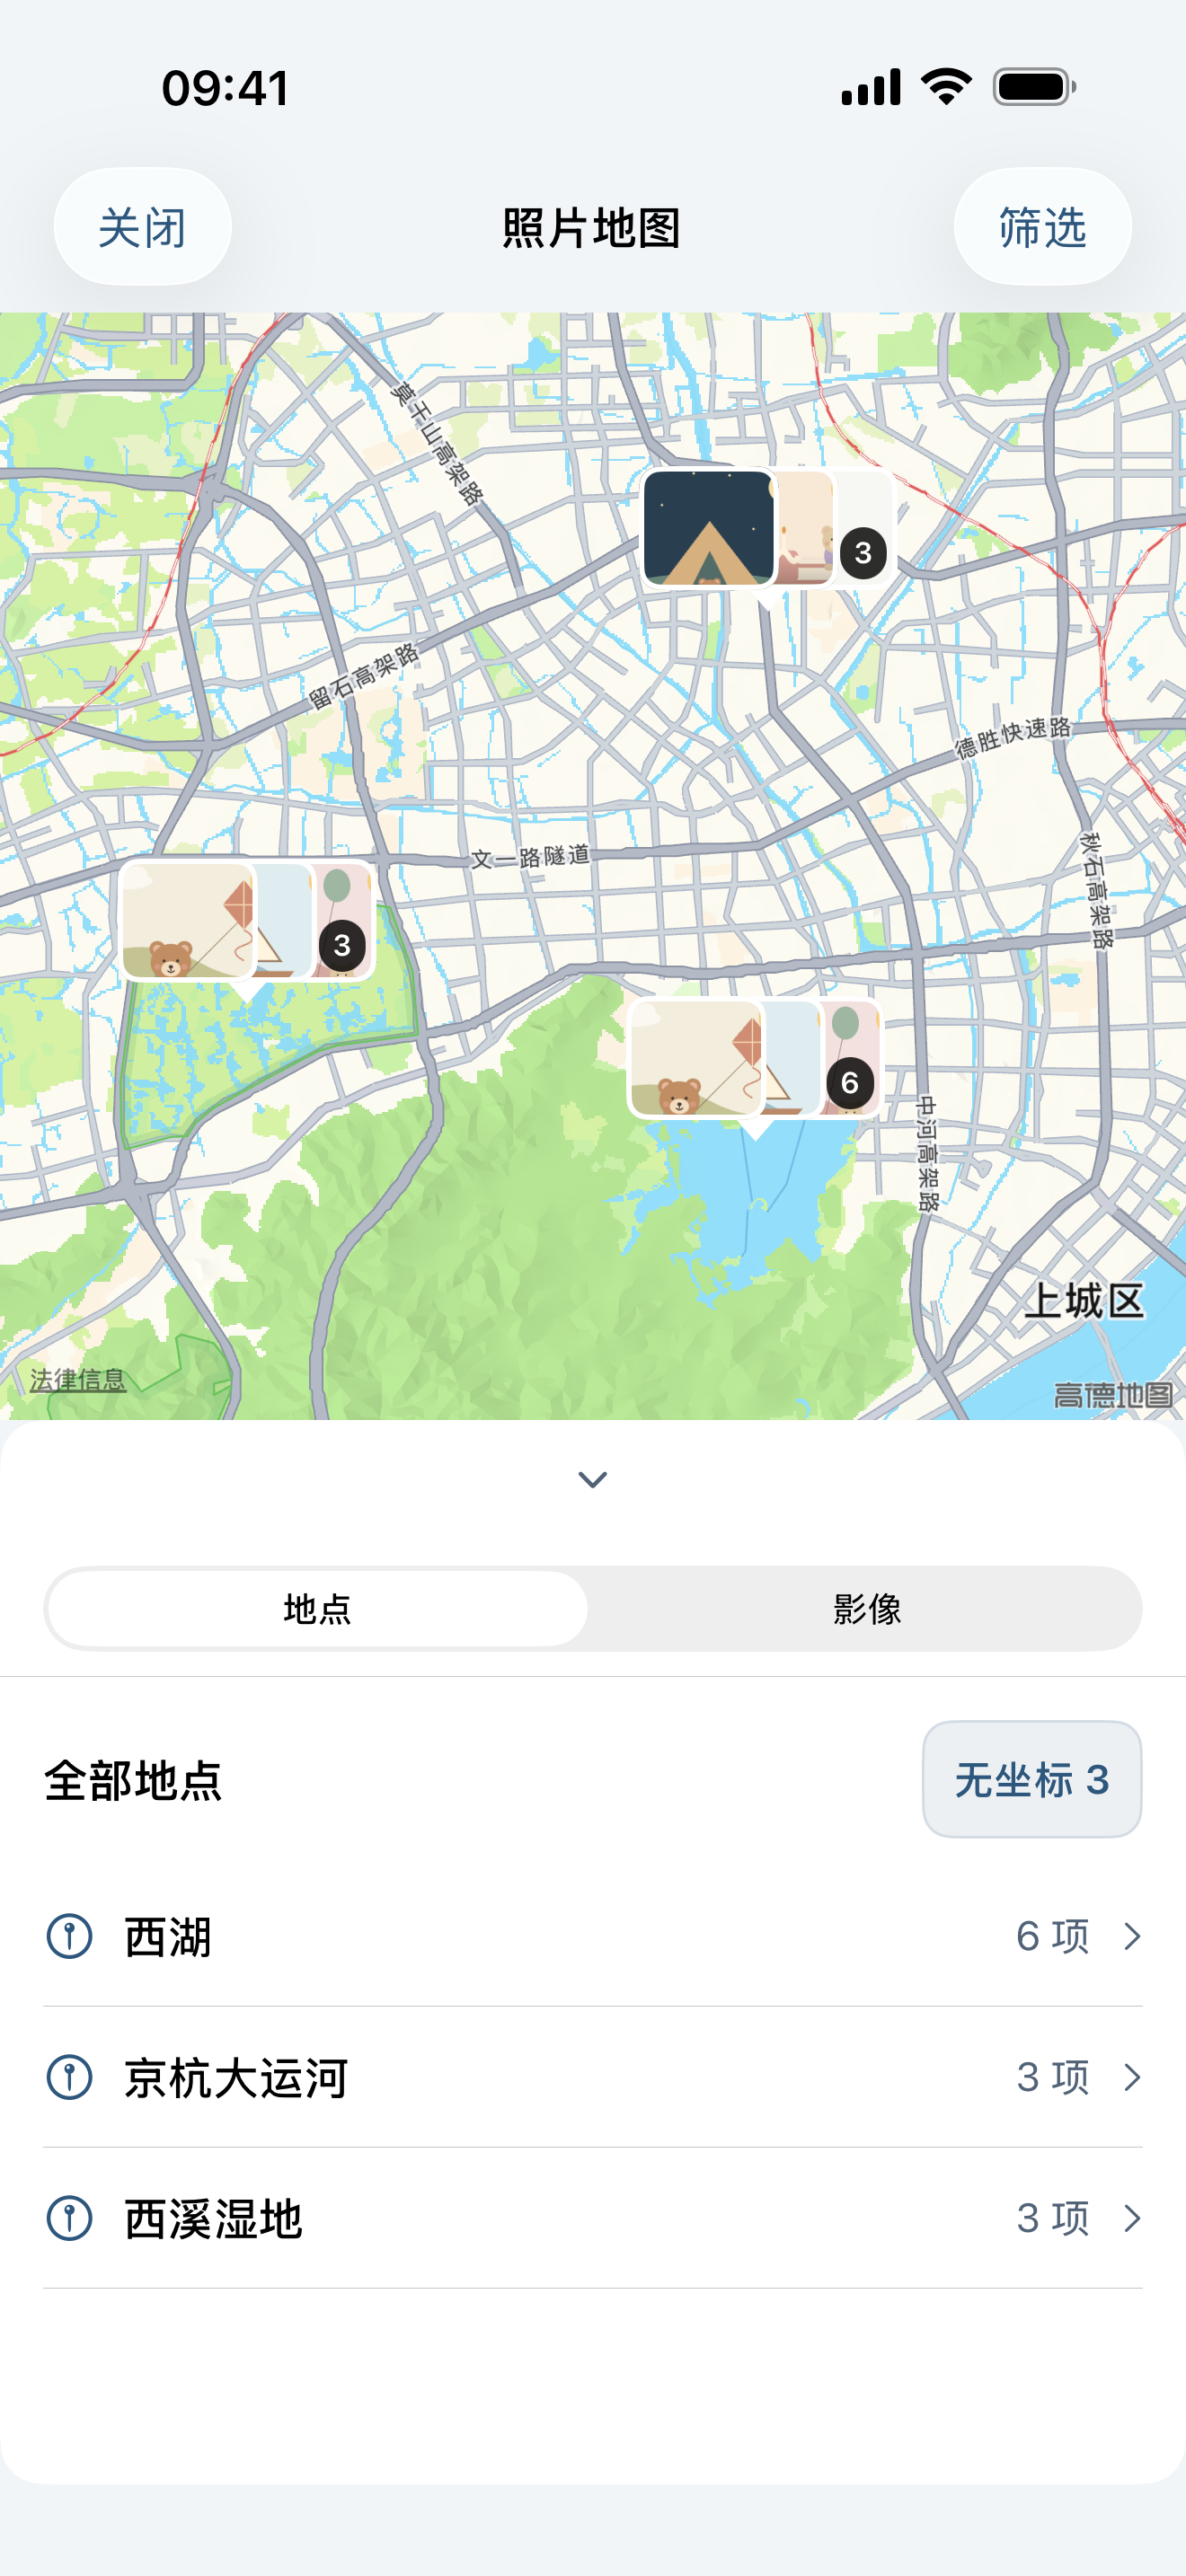 09:41
关闭
照片地图
筛选
莫干山高架路
3
留石高架路
德胜快速路
文一路隧道
秋石高架路
3
6
中河高架路
上城区
法律信息
高德地图
地点
影像
全部地点
无坐标 3
西湖
6 项
京杭大运河
3 项
西溪湿地
3 项